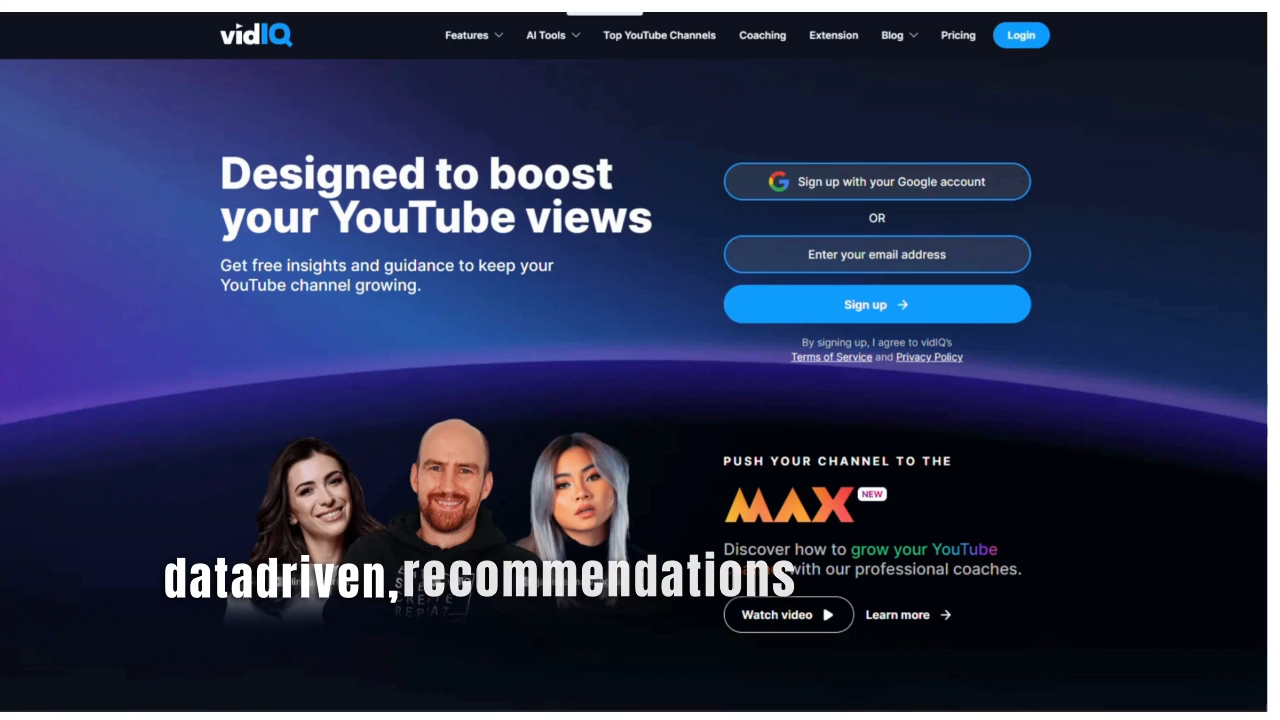 vidIQ
Features AI Tools Top YouTube Channels Coaching Extension Blog Pricing Login
Designed to boost
your YouTube views
Get free insights and guidance to keep your
YouTube channel growing.
Sign up with your Google account
OR
Enter your email address
Sign up
By signing up, I agree to vidIQ's
Terms of Service and Privacy Policy
PUSH YOUR CHANNEL TO THE
MAX NEW
Discover how to grow your YouTube
with our professional coaches.
datadriven, recommendations
REPEAT
Watch video Learn more